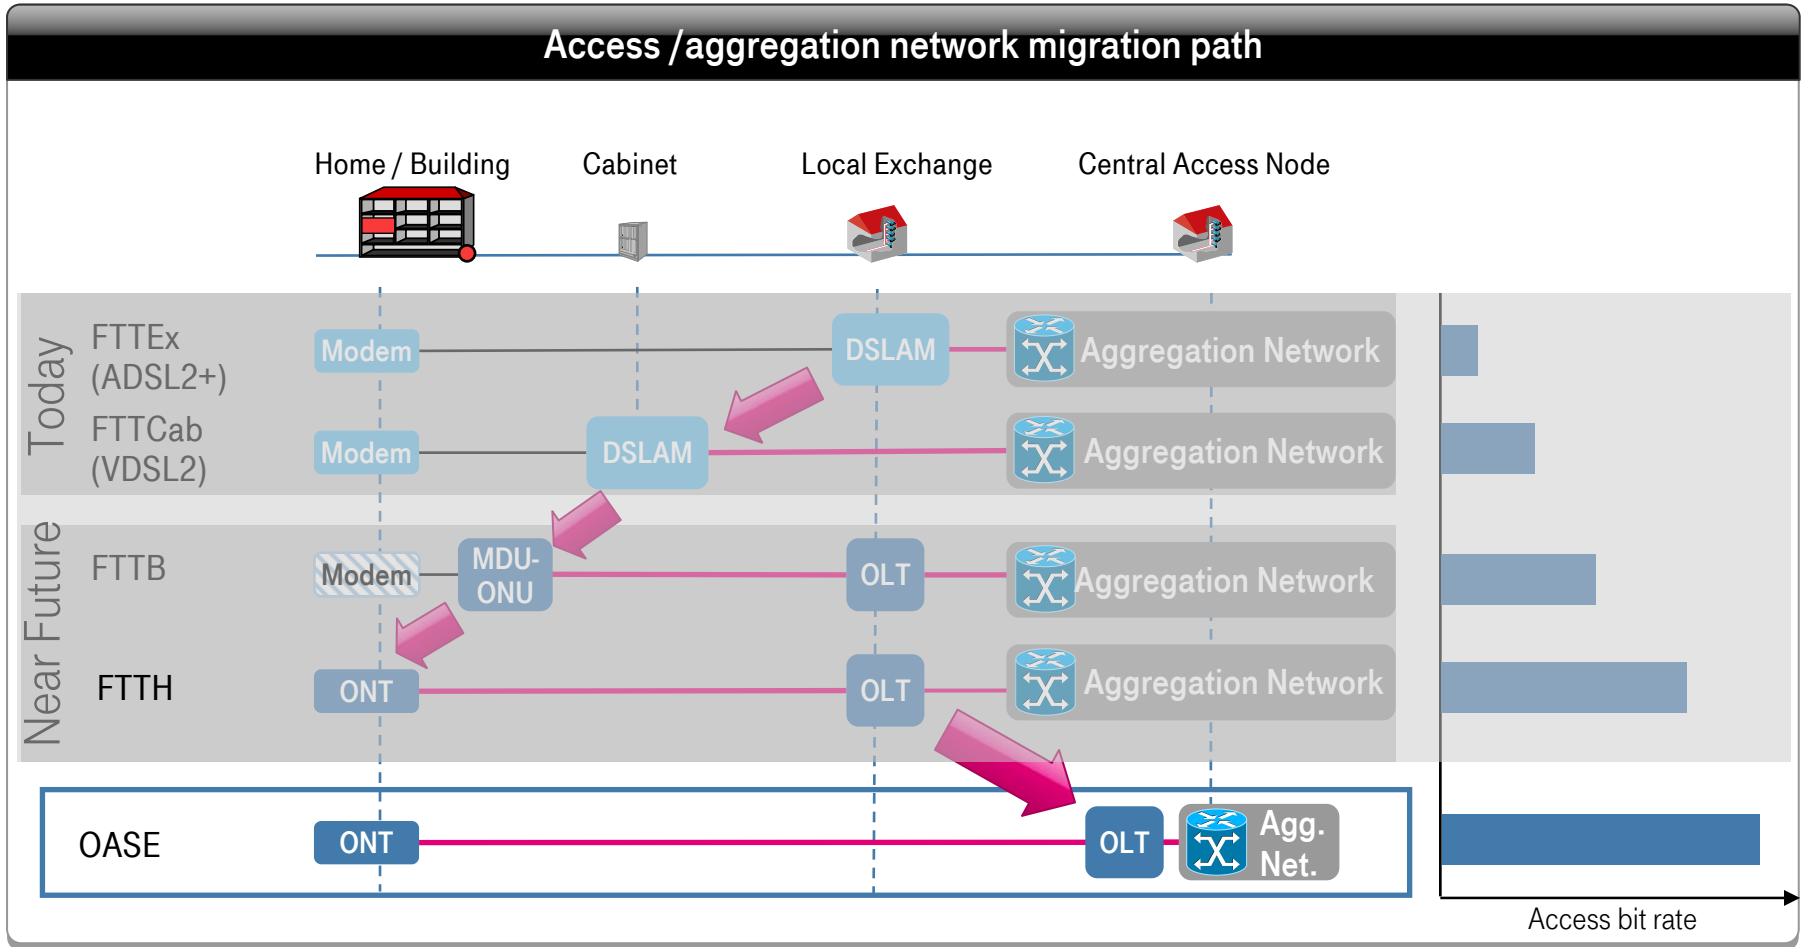 Access /aggregation network migration path
Home / Building
Cabinet
Local Exchange
Central Access Node
Today
FTTEx
(ADSL2+)
Modem
DSLAM
Aggregation Network
FTTCab
(VDSL2)
Modem
DSLAM
Aggregation Network
Near Future
FTTB
Modem
MDU-
ONU
OLT
Aggregation Network
FTTH
ONT
OLT
Aggregation Network
OASE
ONT
OLT
Agg.
Net.
Access bit rate